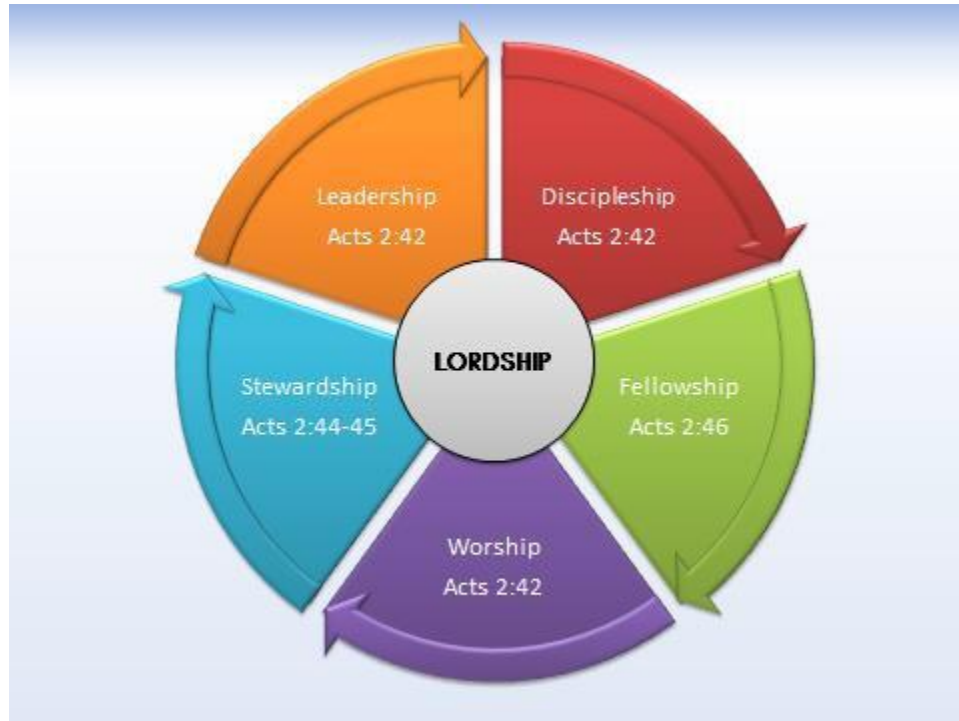 Leadership
Acts 2:42
Discipleship
Acts 2:42
LORDSHIP
Stewardship
Acts 2:44-45
Fellowship
Acts 2:46
Worship
Acts 2:42